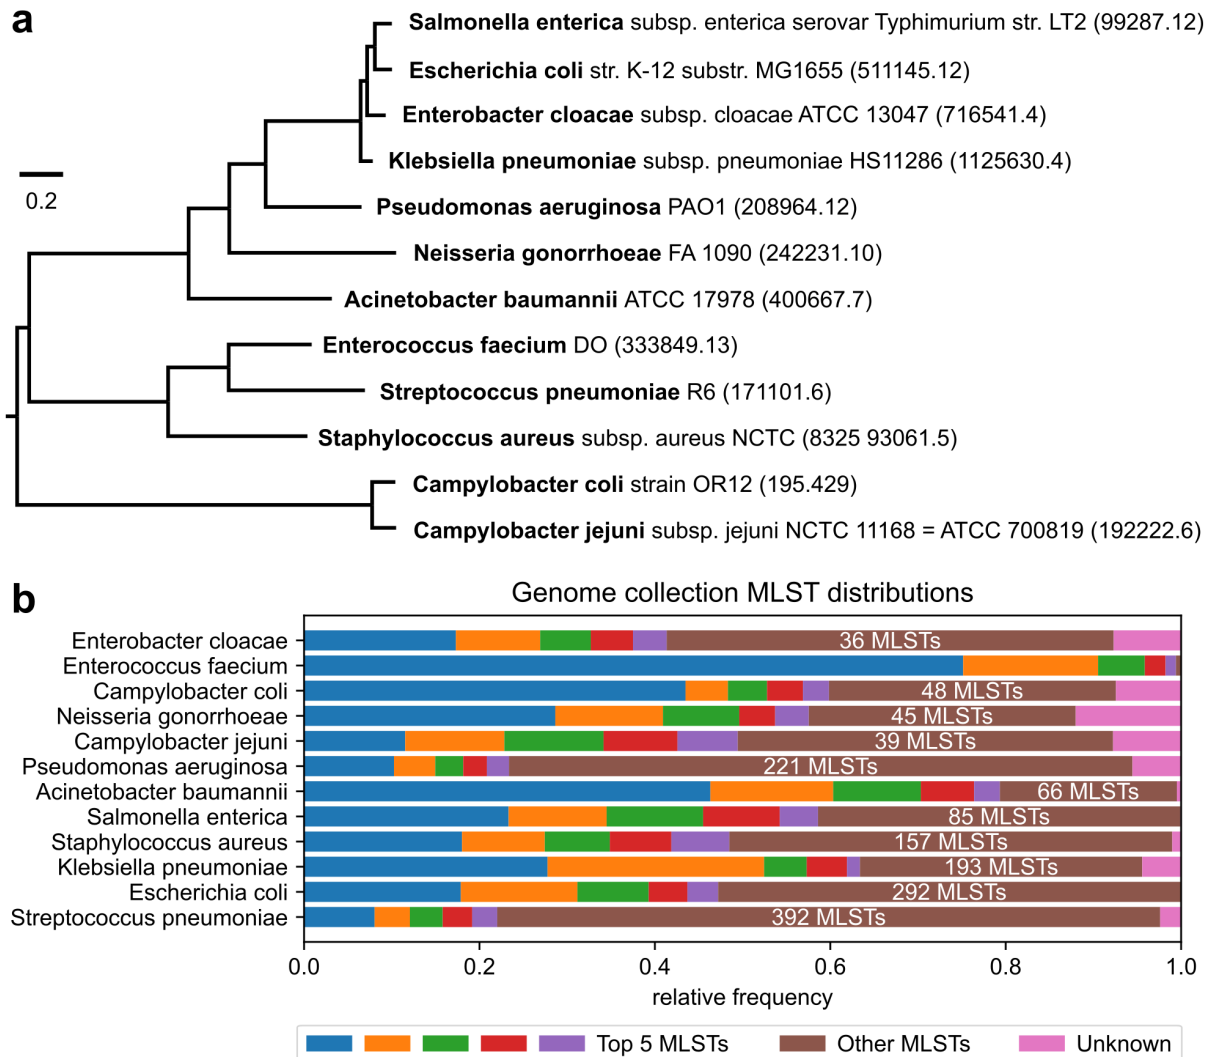 a
Salmonella enterica subsp. enterica serovar Typhimurium str. LT2 (99287.12)
Escherichia coli str. K-12 substr. MG1655 (511145.12)
Enterobacter cloacae subsp. cloacae ATCC 13047 (716541.4)
Klebsiella pneumoniae subsp. pneumoniae HS11286 (1125630.4)
0.2
Pseudomonas aeruginosa PAO1 (208964.12)
Neisseria gonorrhoeae FA 1090 (242231.10)
Acinetobacter baumannii ATCC 17978 (400667.7)
Enterococcus faecium DO (333849.13)
Streptococcus pneumoniae R6 (171101.6)
Staphylococcus aureus subsp. aureus NCTC (8325 93061.5)
Campylobacter coli strain OR12 (195.429)
Campylobacter jejuni subsp. jejuni NCTC 11168 = ATCC 700819 (192222.6)
b
Genome collection MLST distributions
Enterobacter cloacae 36 MLSTs
Enterococcus faecium
Campylobacter coli 48 MLSTs
Neisseria gonorrhoeae 45 MLSTs
Campylobacter jejuni 39 MLSTs
Pseudomonas aeruginosa 221 MLSTs
Acinetobacter baumannii 66 MLSTs
Salmonella enterica 85 MLSTs
Staphylococcus aureus 157 MLSTs
Klebsiella pneumoniae 193 MLSTs
Escherichia coli 292 MLSTs
Streptococcus pneumoniae 392 MLSTs
0.0 0.2 0.4 0.6 0.8 1.0
relative frequency
Top 5 MLSTs Other MLSTs Unknown